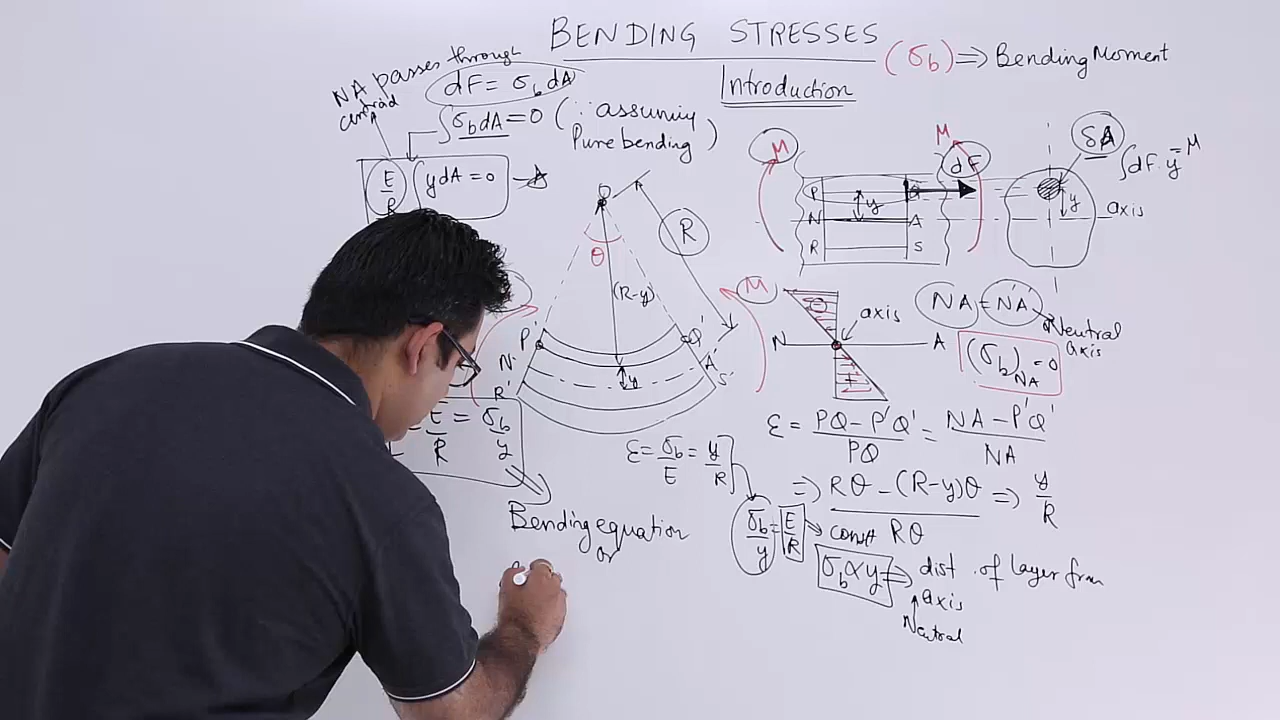 BENDING STRESSES (σb) ⇒ Bending Moment
Introduction
NA passes through
centroid
dF = σb dA
∫σb dA = 0 (∵ assuming
Pure bending)
E/R ∫y dA = 0 → A
M
M
dF
δA
∫dF·y = M
P
Q
y
y
N
A
axis
R
S
O
θ
R
(R-y)
P'
Q'
N'
A'
y
R'
S'
M
axis
N
A
NA = N'A'
Neutral
axis
(σb)NA = 0
E/R = σb/y
ε = σb/E = y/R
ε = PQ - P'Q'/PQ = NA - P'Q'/NA
⇒ Rθ - (R-y)θ/Rθ ⇒ y/R
σb/y = E/R → const
σb ∝ y ⇒ dist. of layer from
axis
Neutral
Bending equation
or